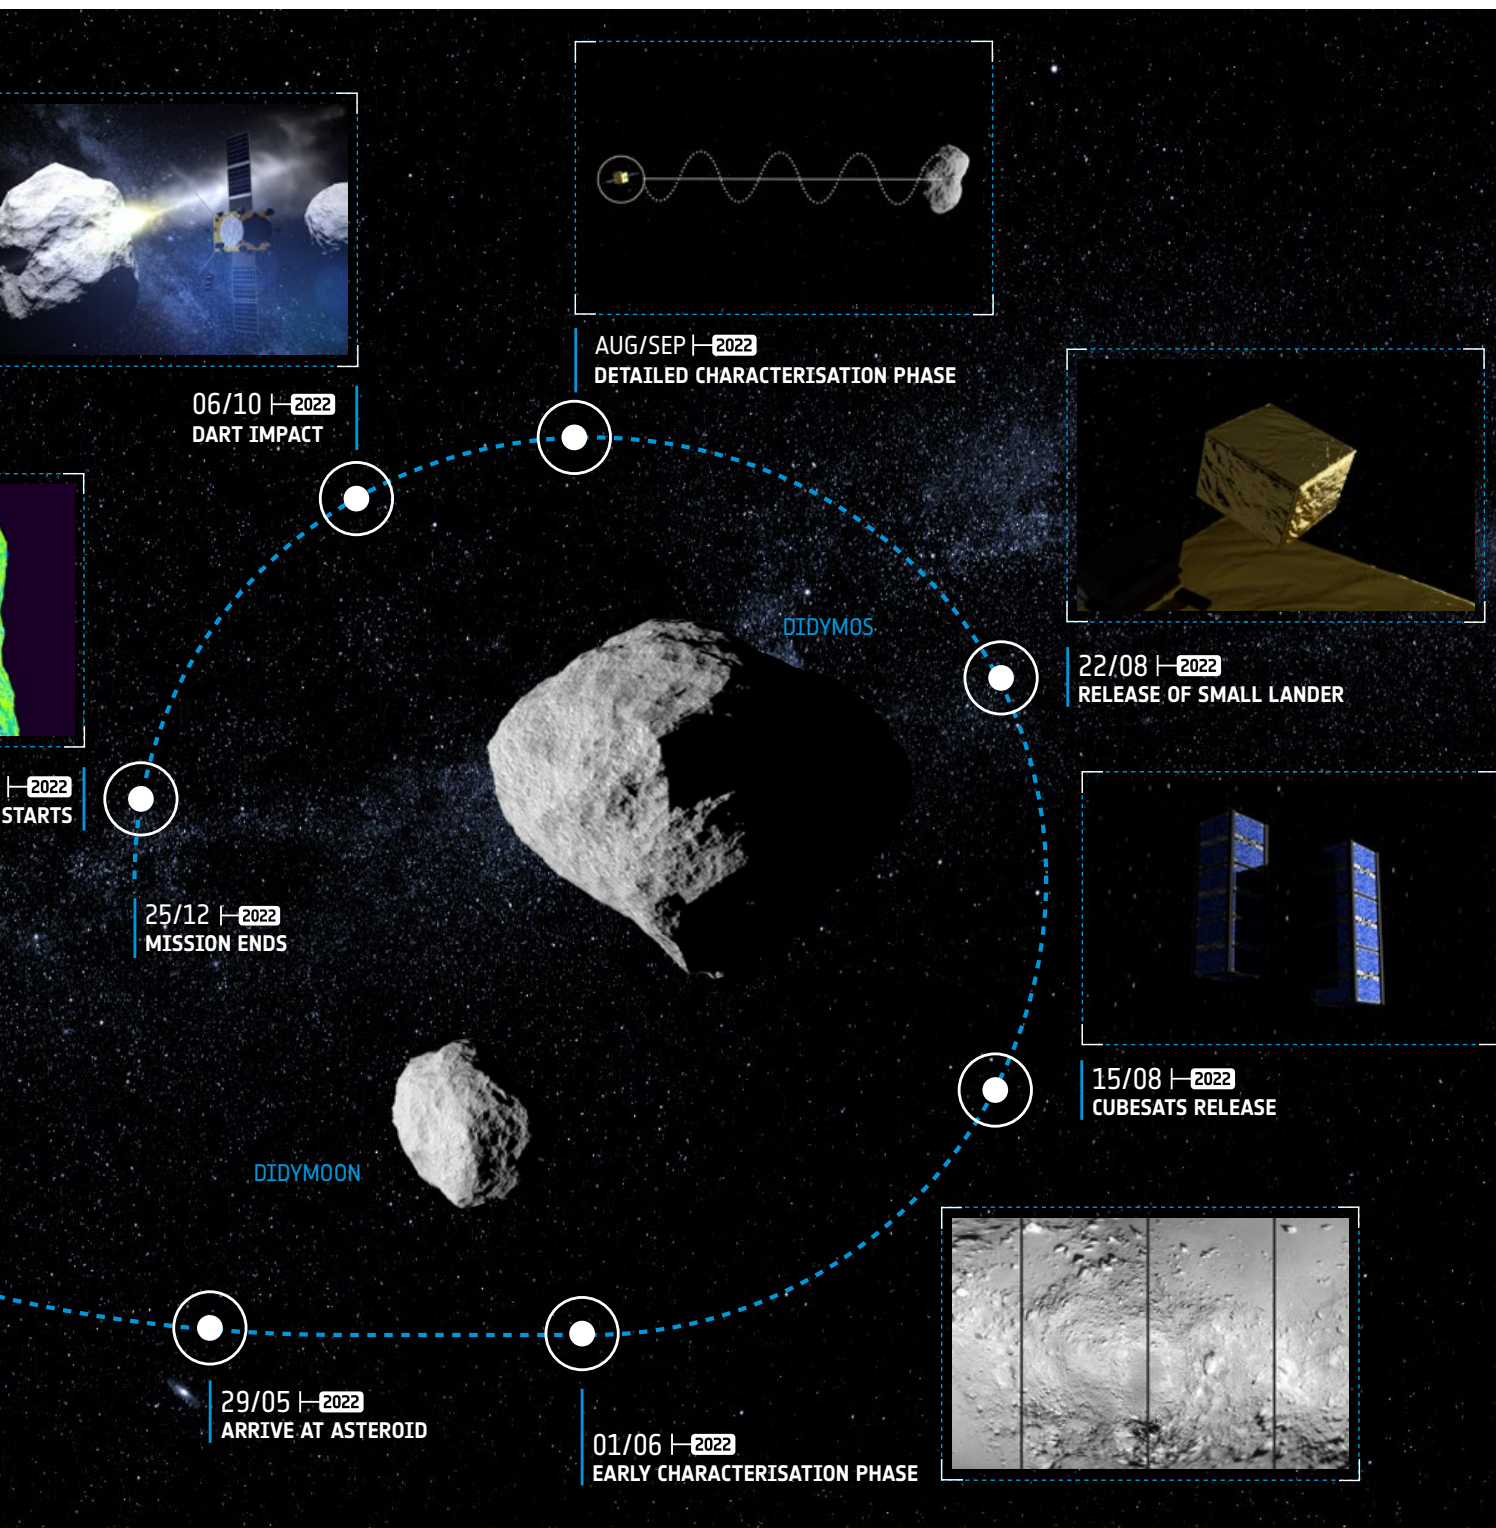 AUG/SEP 2022
DETAILED CHARACTERISATION PHASE
06/10 2022
DART IMPACT
DIDYMOS
22/08 2022
RELEASE OF SMALL LANDER
2022
STARTS
25/12 2022
MISSION ENDS
15/08 2022
CUBESATS RELEASE
DIDYMOON
29/05 2022
ARRIVE AT ASTEROID
01/06 2022
EARLY CHARACTERISATION PHASE